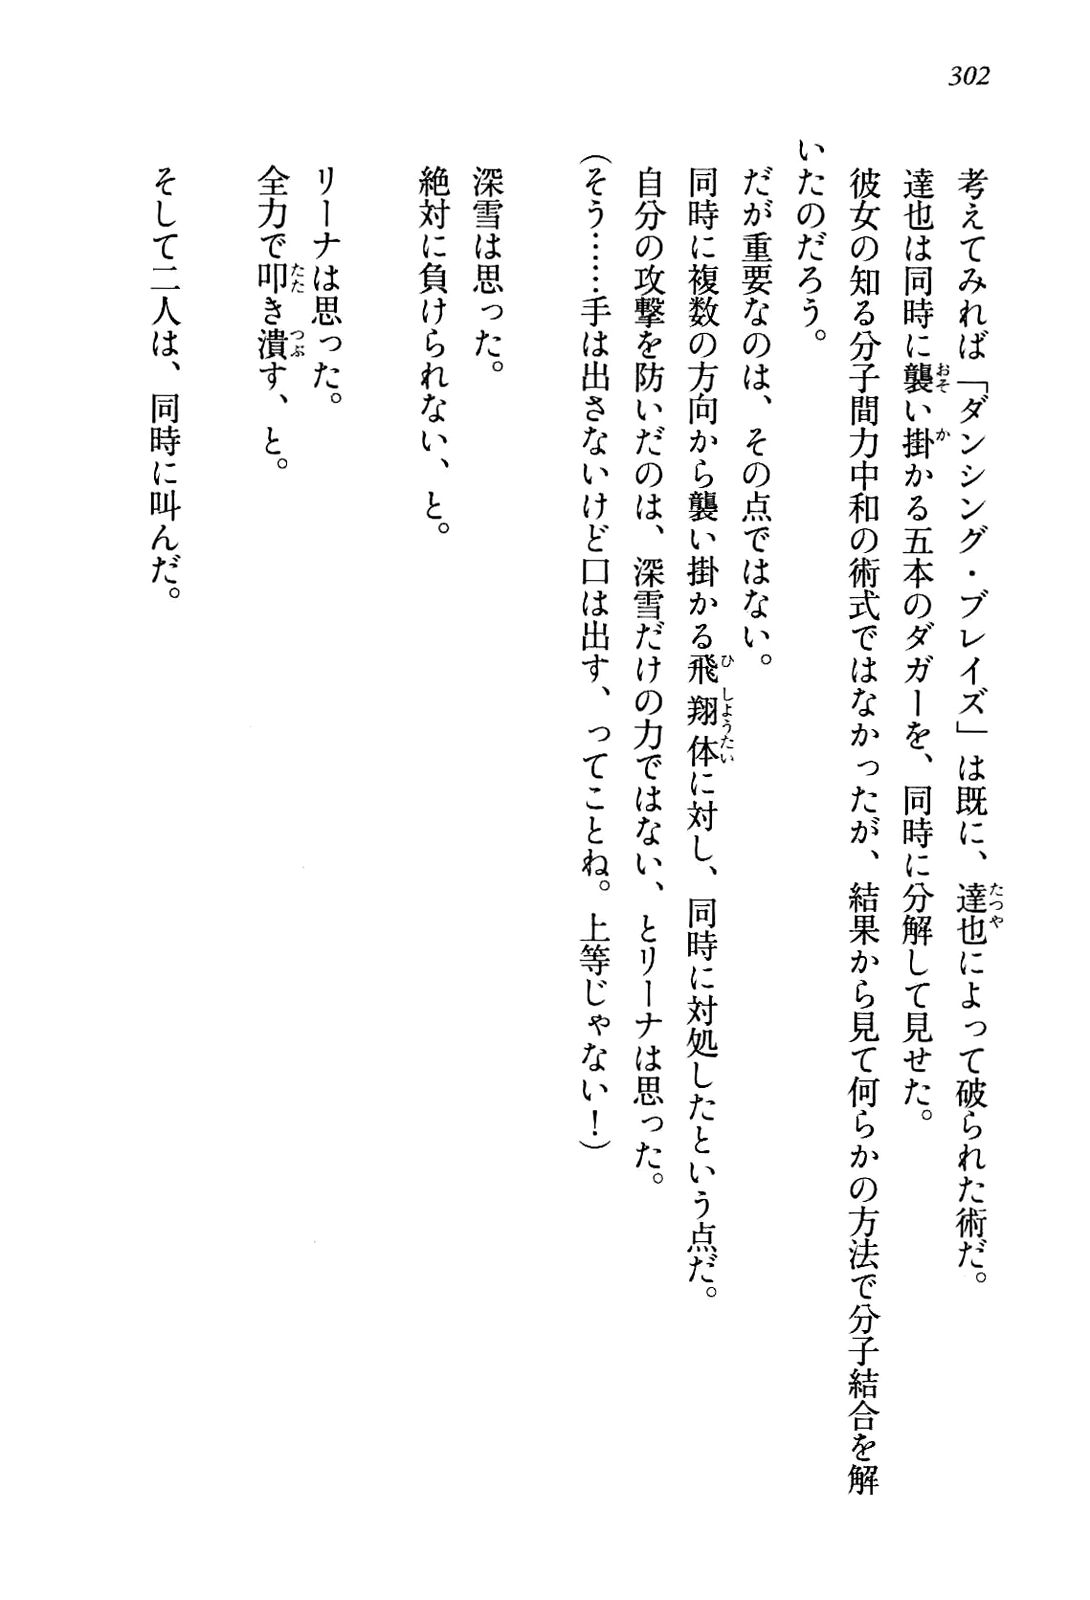 302
考えてみれば「ダンシング・ブレイズ」は既に、達也によって破られた術だ。
達也は同時に襲い掛かる五本のダガーを、同時に分解して見せた。
彼女の知る分子間力中和の術式ではなかったが、結果から見て何らかの方法で分子結合を解
いたのだろう。
だが重要なのは、その点ではない。
同時に複数の方向から襲い掛かる飛翔体に対し、同時に対処したという点だ。
自分の攻撃を防いだのは、深雪だけの力ではない、とリーナは思った。
(そう……手は出さないけど口は出す、ってことね。上等じゃない！)
深雪は思った。
絶対に負けられない、と。
リーナは思った。
全力で叩き潰す、と。
そして二人は、同時に叫んだ。